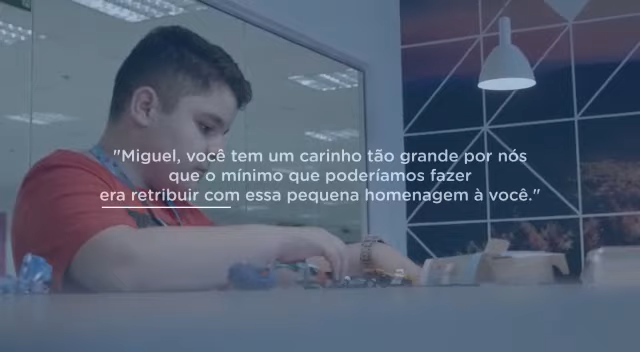 "Miguel, você tem um carinho tão grande por nós
que o mínimo que poderíamos fazer
era retribuir com essa pequena homenagem à você."